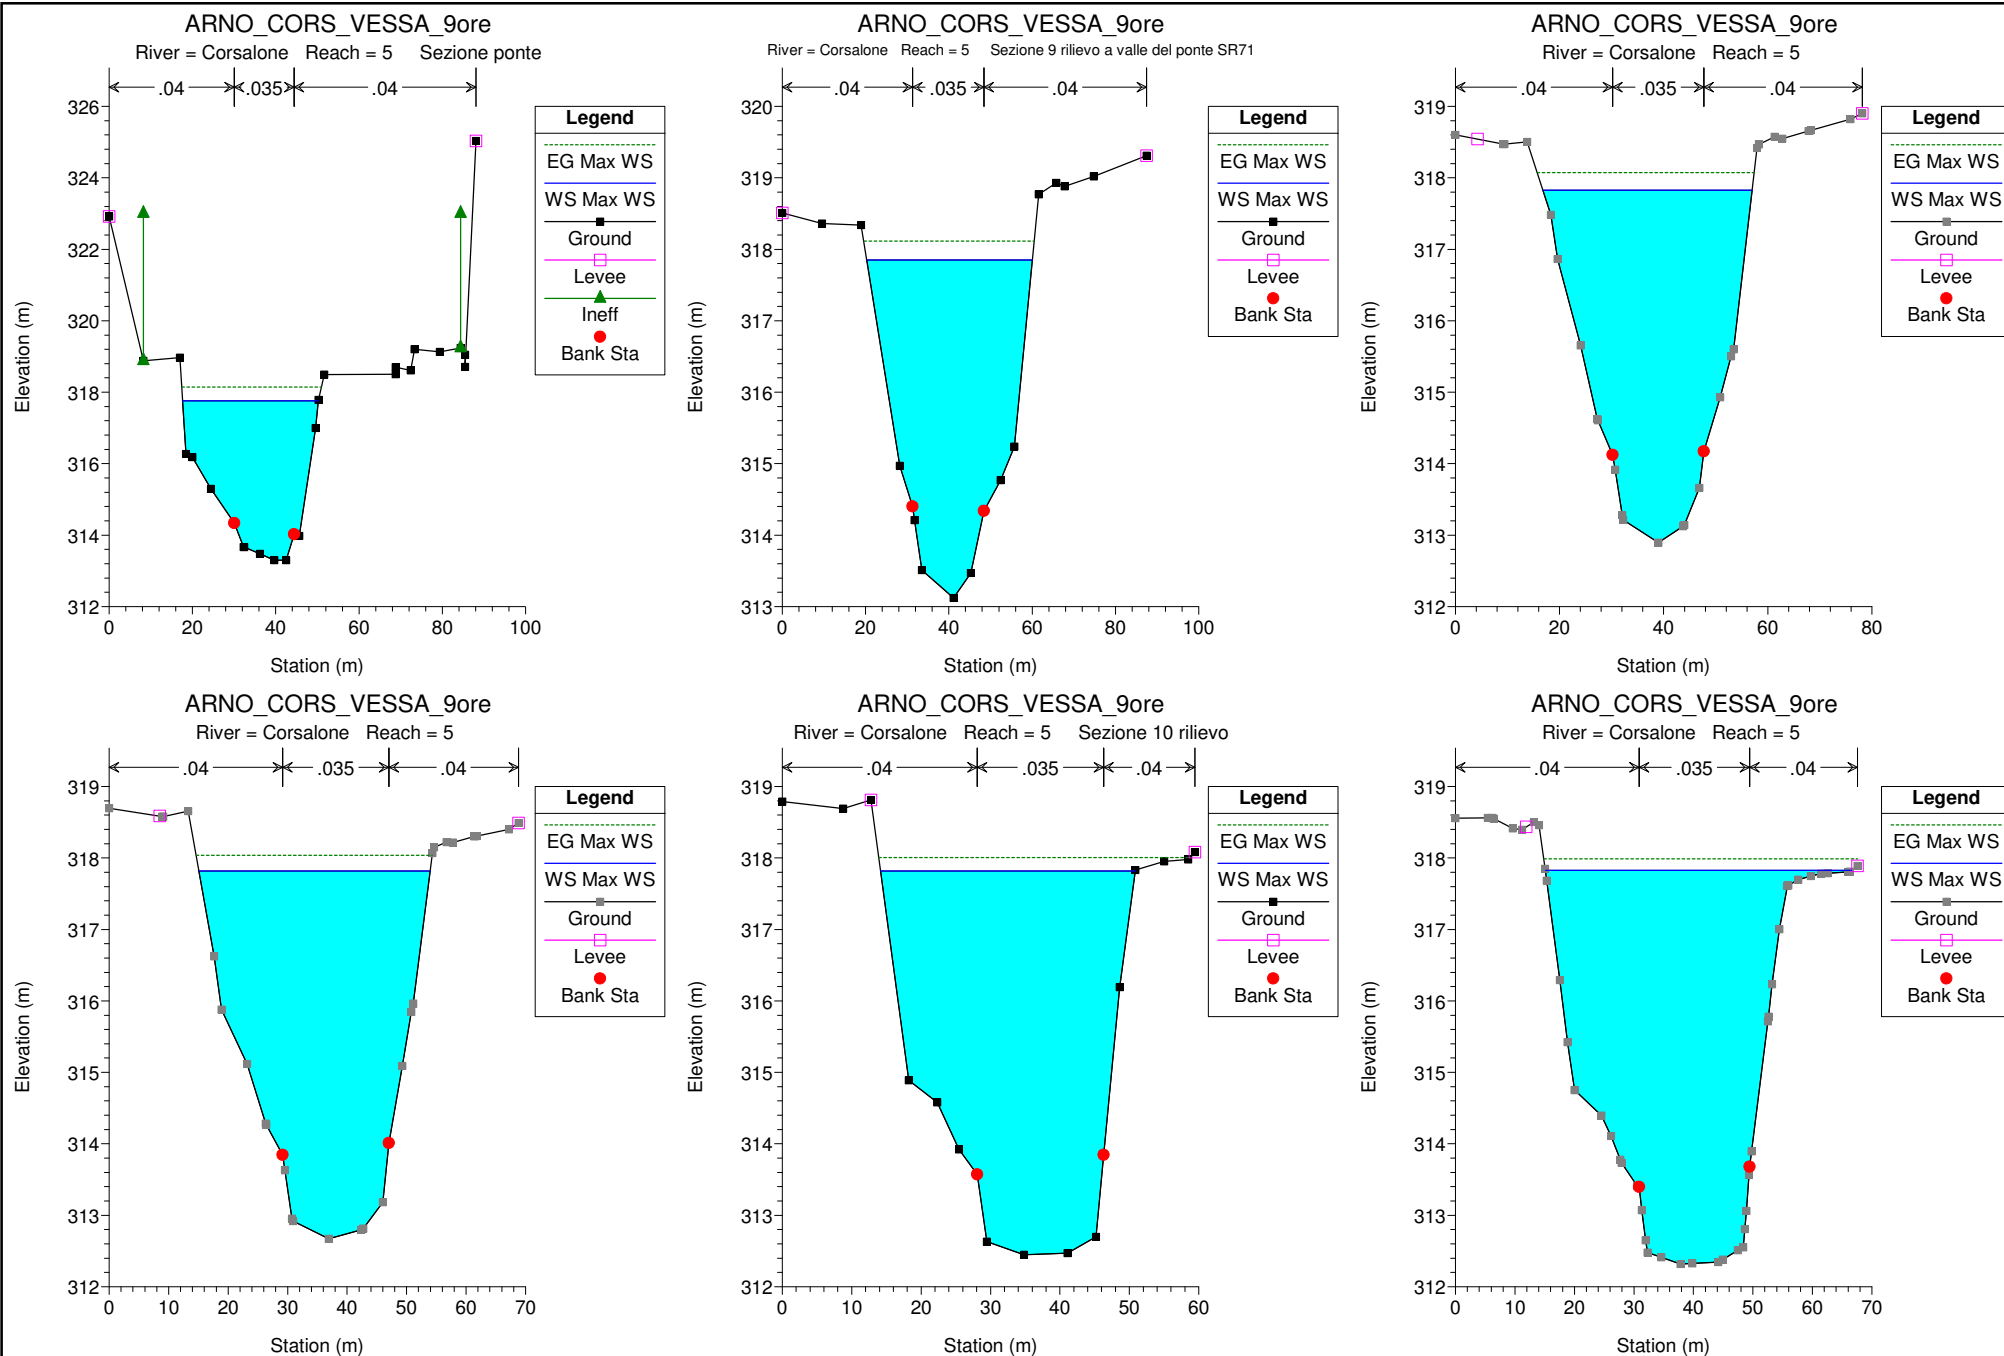 ARNO_CORS_VESSA_9ore
River = Corsalone Reach = 5 Sezione ponte
.04 .035 .04
326
324
322
320
318
316
314
312
0 20 40 60 80 100
Elevation (m)
Station (m)
Legend
EG Max WS
WS Max WS
Ground
Levee
Ineff
Bank Sta
ARNO_CORS_VESSA_9ore
River = Corsalone Reach = 5 Sezione 9 rilievo a valle del ponte SR71
.04 .035 .04
320
319
318
317
316
315
314
313
0 20 40 60 80 100
Elevation (m)
Station (m)
Legend
EG Max WS
WS Max WS
Ground
Levee
Bank Sta
ARNO_CORS_VESSA_9ore
River = Corsalone Reach = 5
.04 .035 .04
319
318
317
316
315
314
313
312
0 20 40 60 80
Elevation (m)
Station (m)
Legend
EG Max WS
WS Max WS
Ground
Levee
Bank Sta
ARNO_CORS_VESSA_9ore
River = Corsalone Reach = 5
.04 .035 .04
319
318
317
316
315
314
313
312
0 10 20 30 40 50 60 70
Elevation (m)
Station (m)
Legend
EG Max WS
WS Max WS
Ground
Levee
Bank Sta
ARNO_CORS_VESSA_9ore
River = Corsalone Reach = 5 Sezione 10 rilievo
.04 .035 .04
319
318
317
316
315
314
313
312
0 10 20 30 40 50 60
Elevation (m)
Station (m)
Legend
EG Max WS
WS Max WS
Ground
Levee
Bank Sta
ARNO_CORS_VESSA_9ore
River = Corsalone Reach = 5
.04 .035 .04
319
318
317
316
315
314
313
312
0 10 20 30 40 50 60 70
Elevation (m)
Station (m)
Legend
EG Max WS
WS Max WS
Ground
Levee
Bank Sta